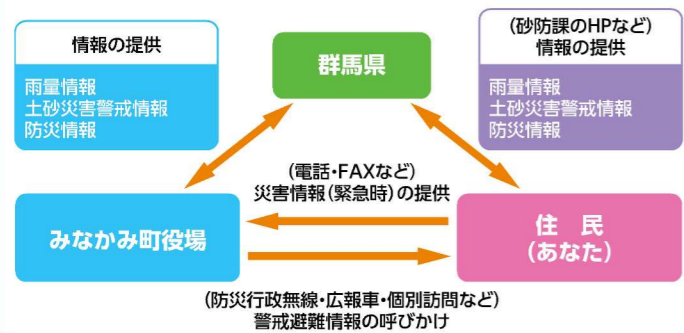 情報の提供
雨量情報
土砂災害警戒情報
防災情報
群馬県
(砂防課のHPなど)
情報の提供
雨量情報
土砂災害警戒情報
防災情報
(電話・FAXなど)
災害情報(緊急時)の提供
みなかみ町役場
住　民
(あなた)
(防災行政無線・広報車・個別訪問など)
警戒避難情報の呼びかけ